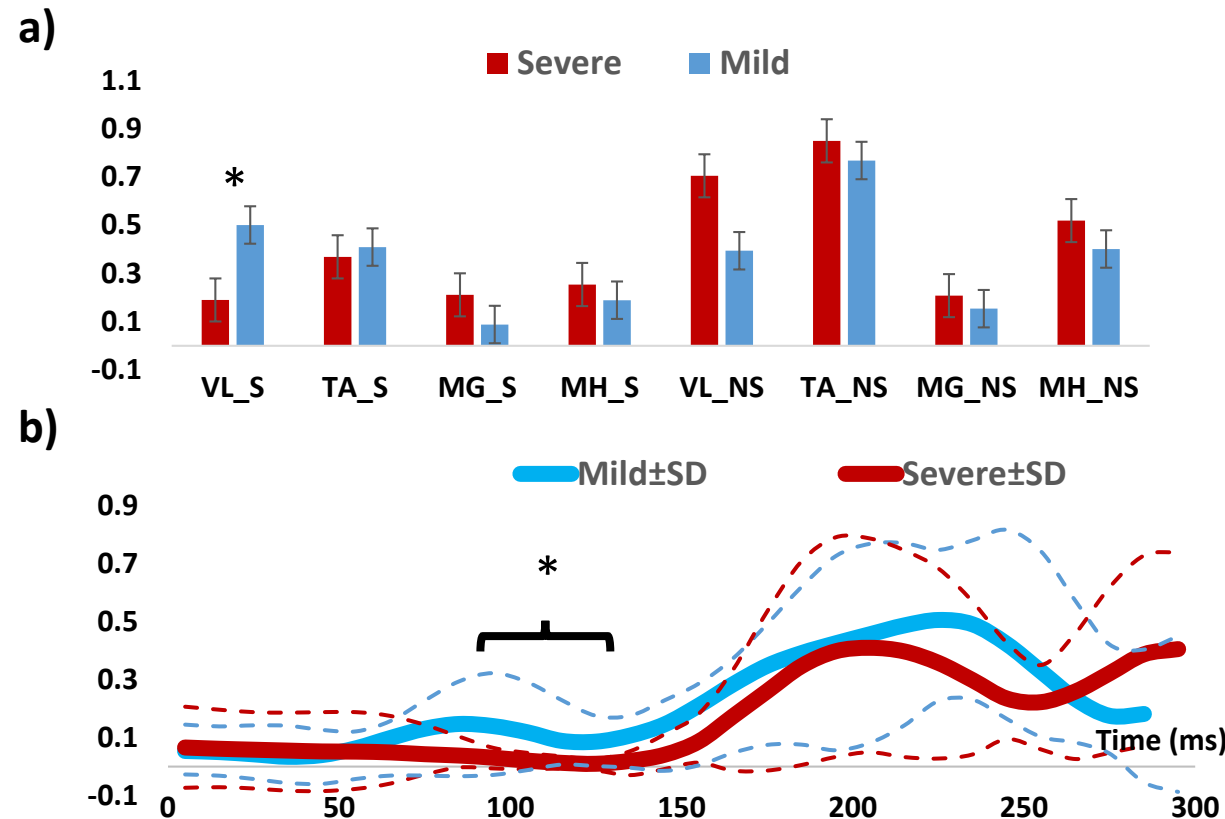 a)
Severe Mild
1.1
0.9
0.7
0.5
0.3
0.1
-0.1
*
VL_S TA_S MG_S MH_S VL_NS TA_NS MG_NS MH_NS
b)
Mild±SD Severe±SD
0.9
0.7
0.5
0.3
0.1
-0.1
*
Time (ms)
0 50 100 150 200 250 300